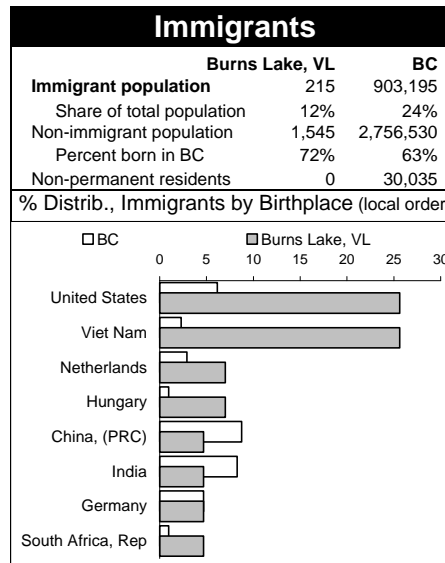 Immigrants
Burns Lake, VL BC
Immigrant population 215 903,195
Share of total population 12% 24%
Non-immigrant population 1,545 2,756,530
Percent born in BC 72% 63%
Non-permanent residents 0 30,035
% Distrib., Immigrants by Birthplace (local order
BC Burns Lake, VL
0 5 10 15 20 25 30
United States
Viet Nam
Netherlands
Hungary
China, (PRC)
India
Germany
South Africa, Rep